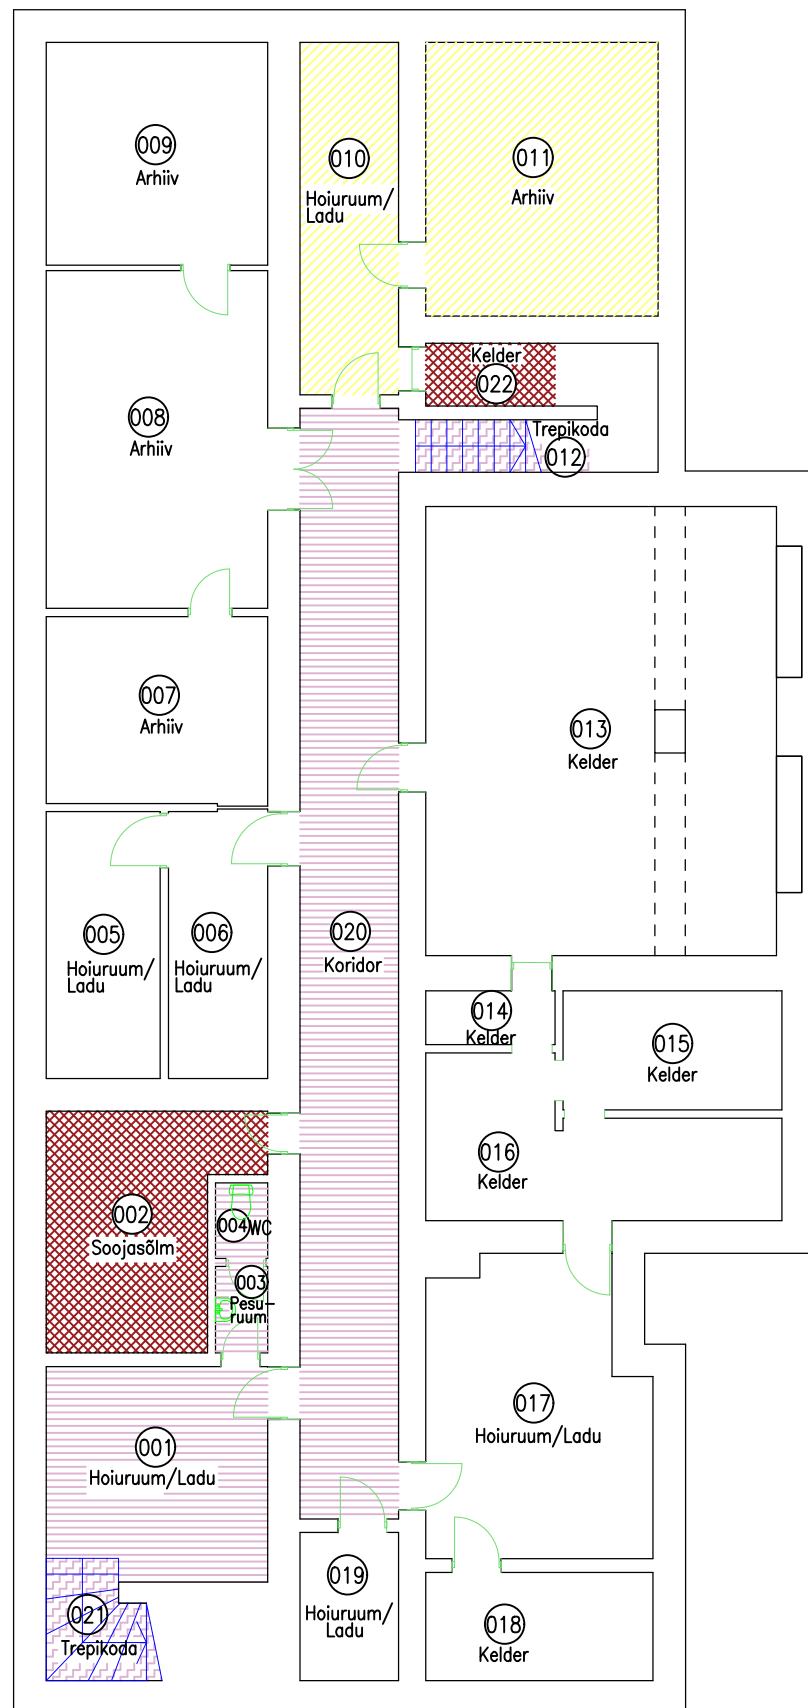 009
Arhiiv
010
Hoiuruum/
Ladu
011
Arhiiv
Kelder
022
008
Arhiiv
Trepikoda
012
007
Arhiiv
013
Kelder
005
Hoiuruum/
Ladu
006
Hoiuruum/
Ladu
020
Koridor
014
Kelder
015
Kelder
016
Kelder
002
Soojasõlm
004 WC
003
Pesu-
ruum
017
Hoiuruum/Ladu
001
Hoiuruum/Ladu
019
Hoiuruum/
Ladu
021
Trepikoda
018
Kelder